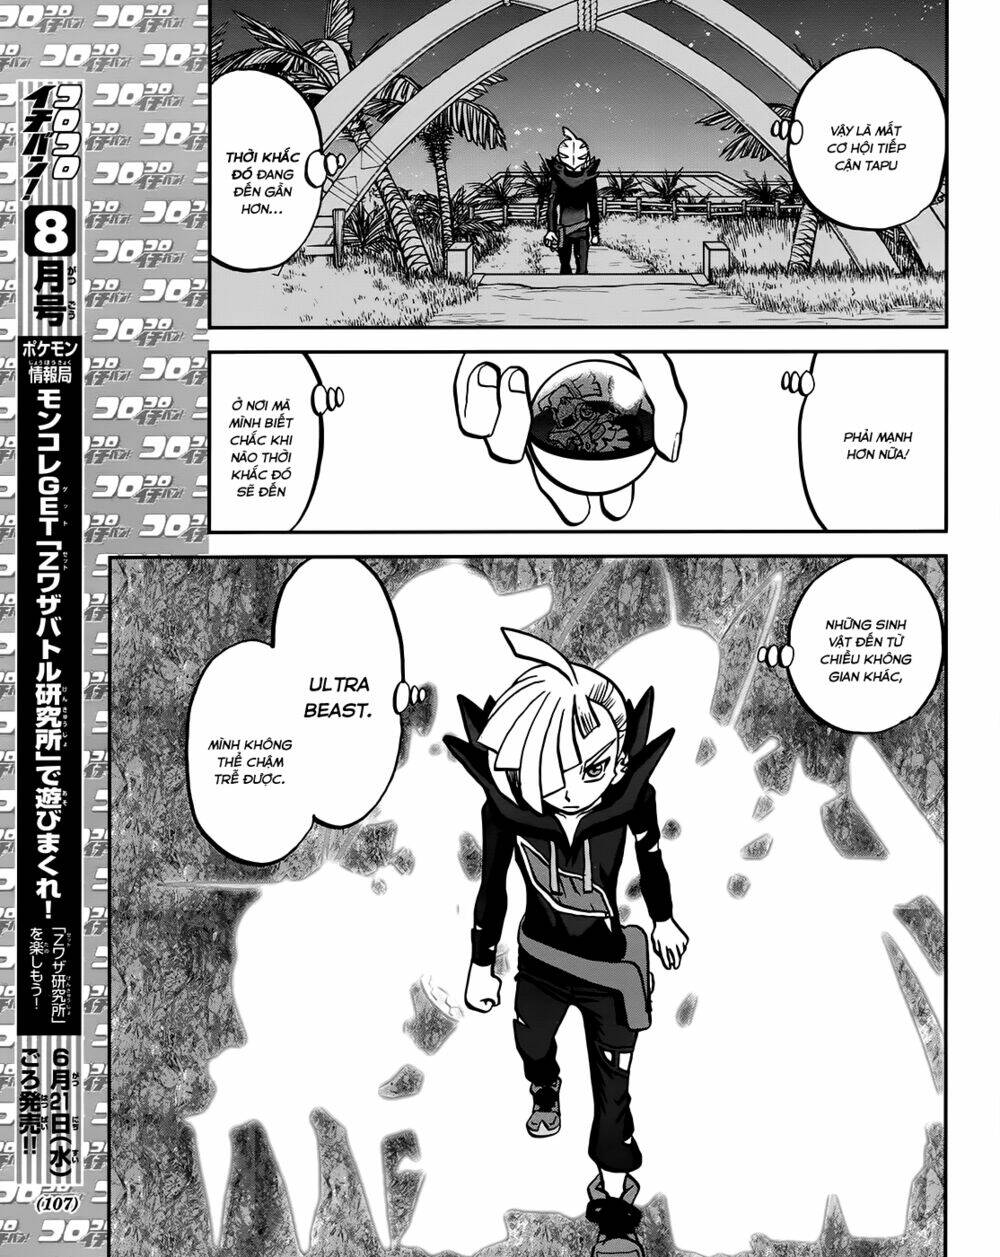 VẬY LÀ MẤT
CƠ HỘI TIẾP
CẬN TAPU
THỜI KHẮC
ĐÓ ĐANG
ĐẾN GẦN
HƠN...
PHẢI MẠNH
HƠN NỮA!
Ở NƠI MÀ
MÌNH BIẾT
CHẮC KHI
NÀO THỜI
KHẮC ĐÓ
SẼ ĐẾN
NHỮNG SINH
VẬT ĐẾN TỪ
CHIỀU KHÔNG
GIAN KHÁC,
ULTRA
BEAST.
MÌNH KHÔNG
THỂ CHẬM
TRỄ ĐƯỢC.
コロコロ
イチバン!
8月号
ポケモン
情報局
モンコレGET「Zワザバトル研究所」で遊びまくれ!
「Zワザ研究所」
を楽しもう!
6月21日(水)
ごろ発売!!
(107)